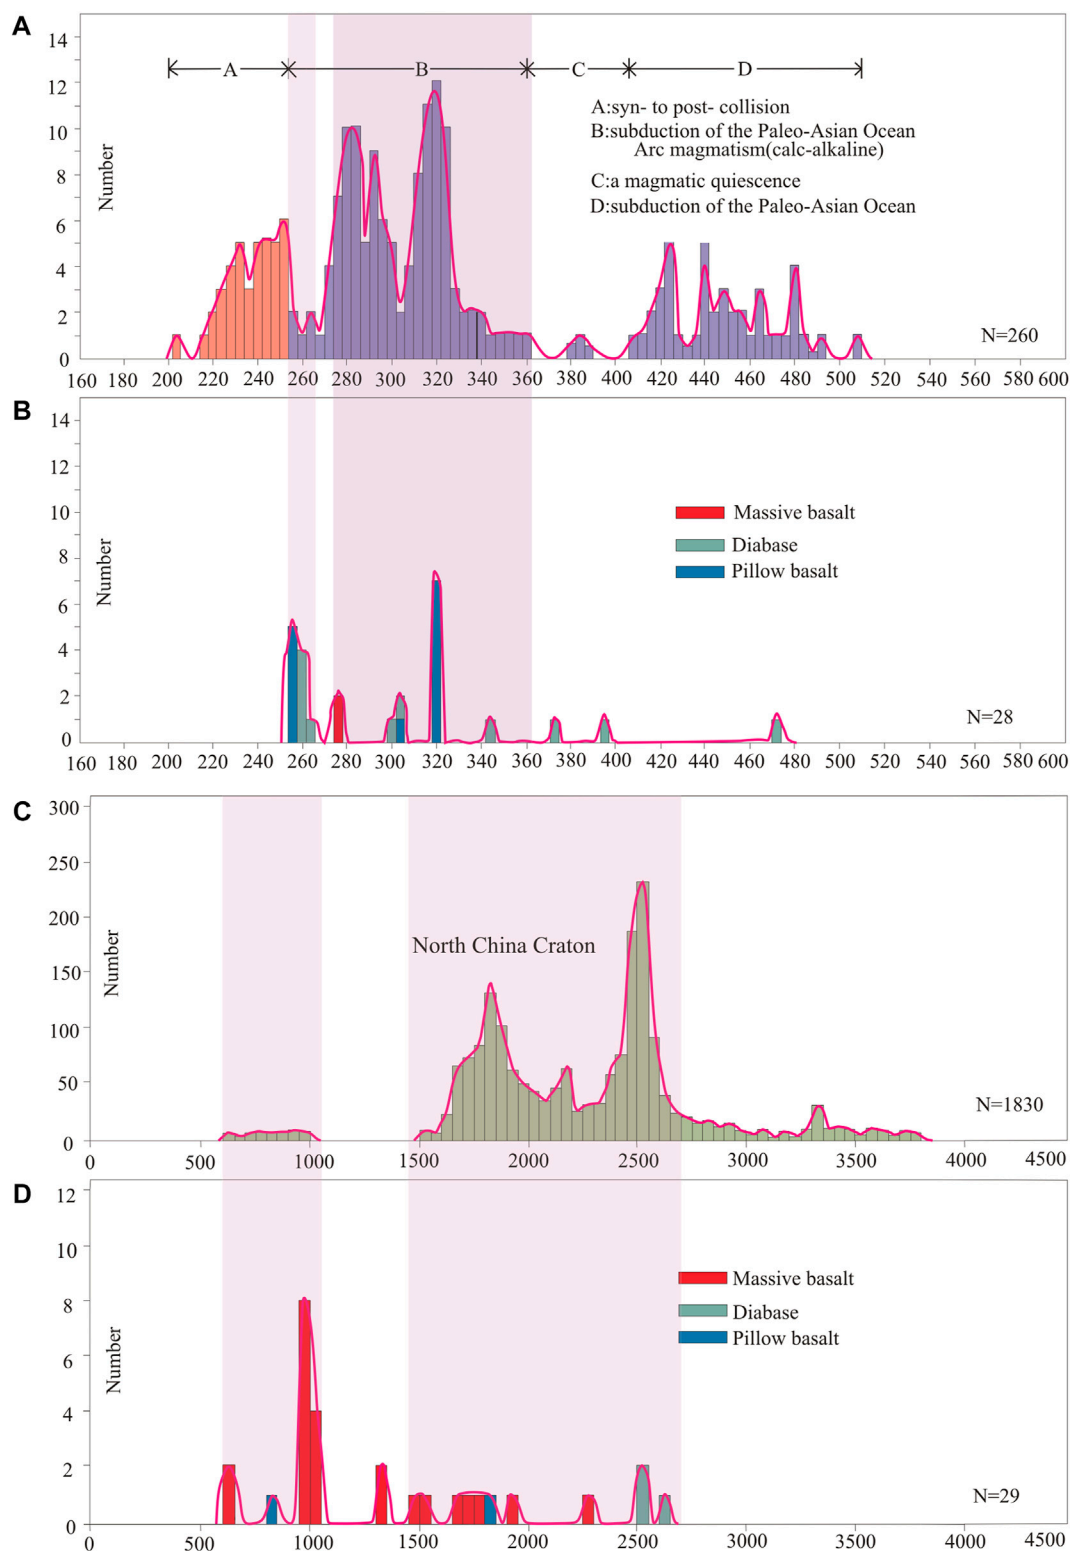 A
14
12
10
8
6
4
2
0
Number
A
B
C
D
A:syn- to post- collision
B:subduction of the Paleo-Asian Ocean
Arc magmatism(calc-alkaline)
C:a magmatic quiescence
D:subduction of the Paleo-Asian Ocean
N=260
160 180 200 220 240 260 280 300 320 340 360 380 400 420 440 460 480 500 520 540 560 580 600
B
14
12
10
8
6
4
2
0
Number
Massive basalt
Diabase
Pillow basalt
N=28
160 180 200 220 240 260 280 300 320 340 360 380 400 440 460 480 500 520 540 560 580 600
C
300
250
200
150
100
50
0
Number
North China Craton
N=1830
0 500 1000 1500 2000 2500 3000 3500 4000 4500
D
12
10
8
6
4
2
0
Number
Massive basalt
Diabase
Pillow basalt
N=29
0 500 1000 1500 2000 2500 3000 3500 4000 4500